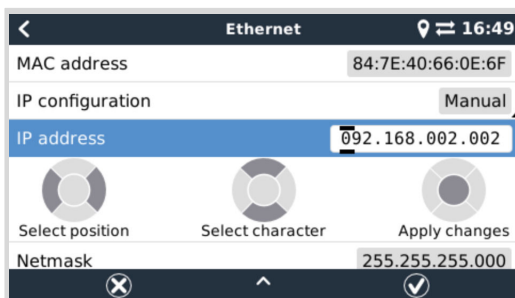 Ethernet 16:49
MAC address 84:7E:40:66:0E:6F
IP configuration Manual
IP address 092.168.002.002
Select position Select character Apply changes
Netmask 255.255.255.000